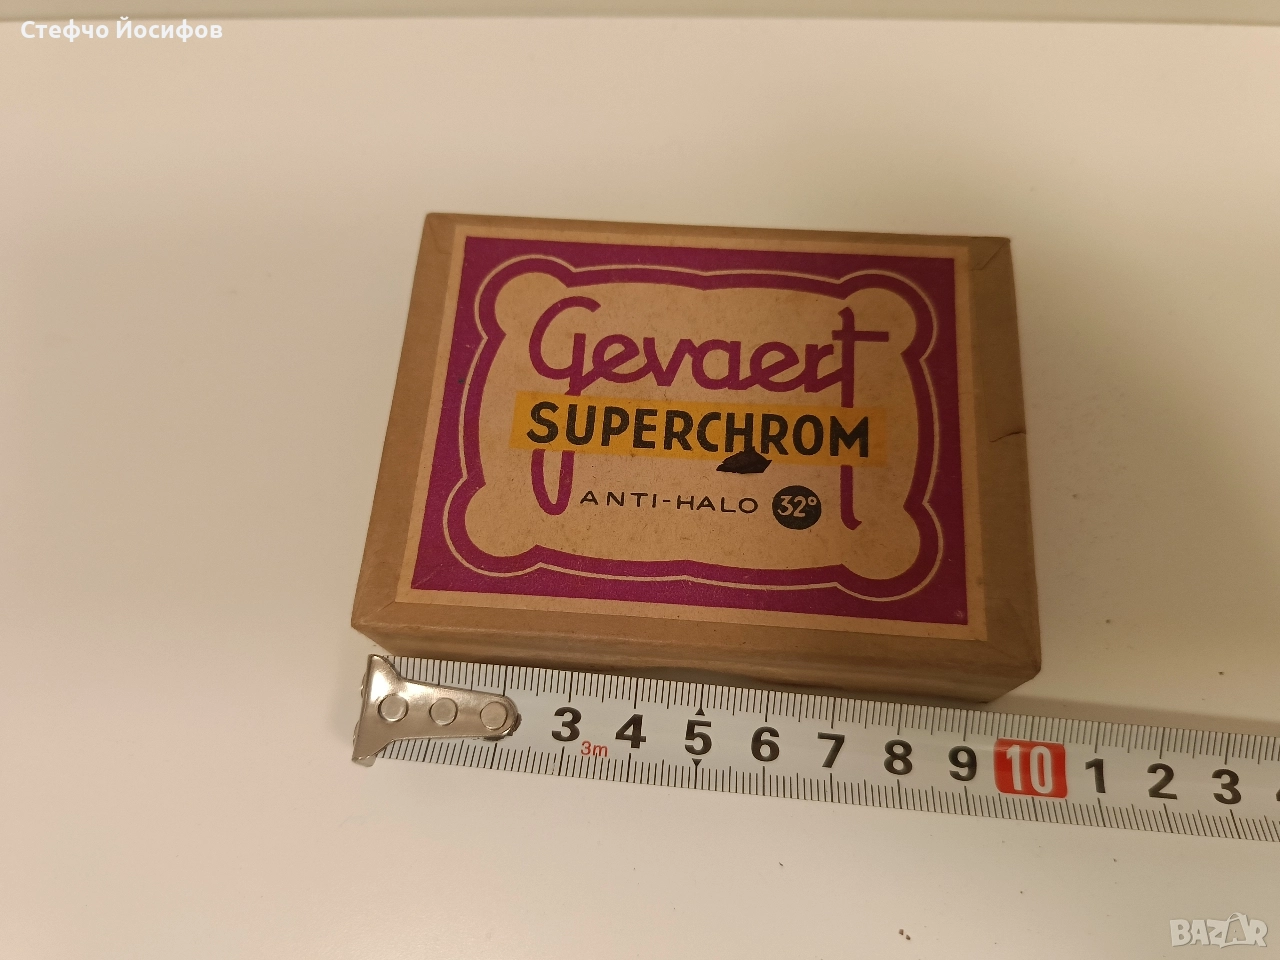 Стефчо Йосифов
Gevaert
SUPERCHROM
ANTI-HALO 32°
3 4 5 6 7 8 9 10 1 2 3
3m
BAZAR